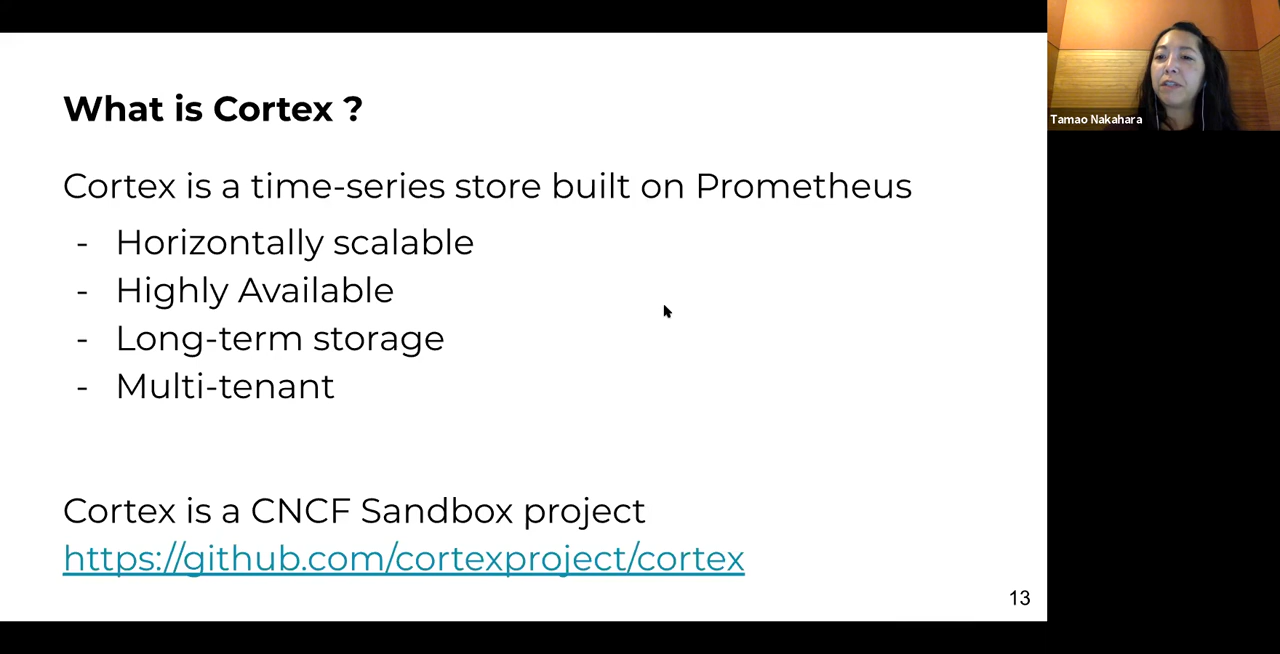 What is Cortex ?
Cortex is a time-series store built on Prometheus
- Horizontally scalable
- Highly Available
- Long-term storage
- Multi-tenant
Cortex is a CNCF Sandbox project
https://github.com/cortexproject/cortex
13
Tamao Nakahara